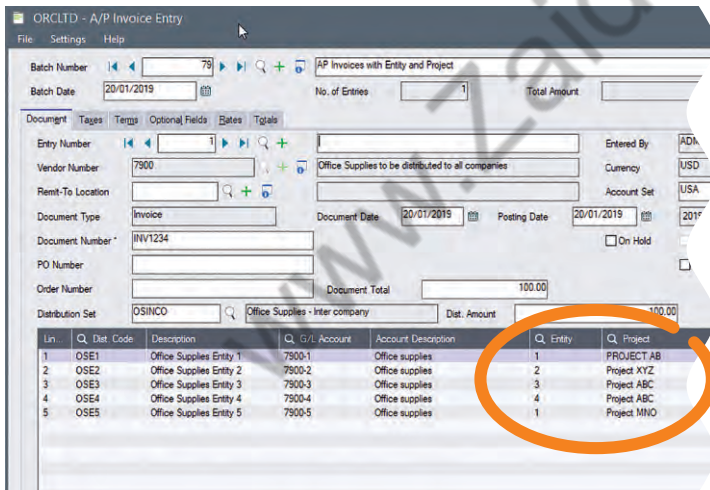 ORCLTD - A/P Invoice Entry
File Settings Help
Batch Number 79 AP Invoices with Entity and Project
Batch Date 20/01/2019 No. of Entries 1 Total Amount
Document Taxes Terms Optional Fields Rates Totals
Entry Number 1 Entered By ADM
Vendor Number 7900 Office Supplies to be distributed to all companies Currency USD
Remit-To Location Account Set USA
Document Type Invoice Document Date 20/01/2019 Posting Date 20/01/2019 2019
Document Number * INV1234 On Hold
PO Number
Order Number Document Total 100.00
Distribution Set OSINCO Office Supplies - Inter company Dist. Amount 100.00
Lin... Dist. Code Description G/L Account Account Description Entity Project
1 OSE1 Office Supplies Entity 1 7900-1 Office supplies 1 PROJECT AB
2 OSE2 Office Supplies Entity 2 7900-2 Office supplies 2 Project XYZ
3 OSE3 Office Supplies Entity 3 7900-3 Office supplies 3 Project ABC
4 OSE4 Office Supplies Entity 4 7900-4 Office supplies 4 Project ABC
5 OSE5 Office Supplies Entity 5 7900-5 Office supplies 1 Project MNO
www.Zaid